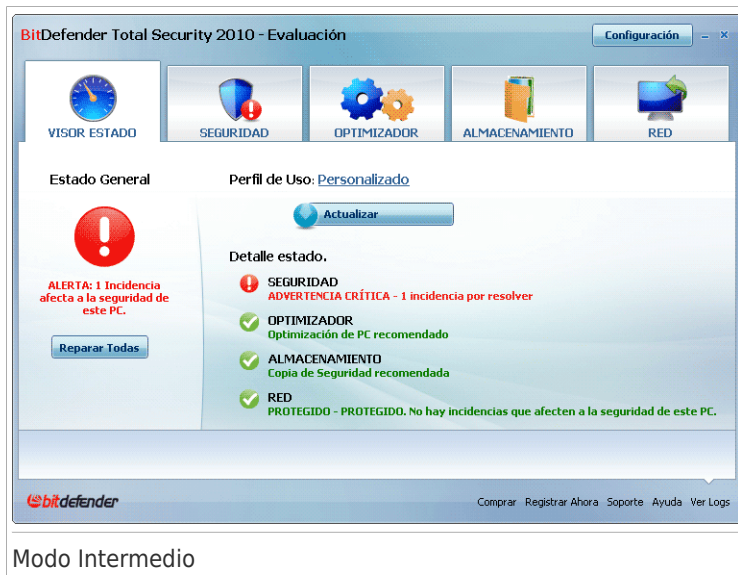 BitDefender Total Security 2010 - Evaluación
Configuración
VISOR ESTADO
SEGURIDAD
OPTIMIZADOR
ALMACENAMIENTO
RED
Estado General
ALERTA: 1 Incidencia
afecta a la seguridad de
este PC.
Reparar Todas
Perfil de Uso: Personalizado
Actualizar
Detalle estado.
SEGURIDAD
ADVERTENCIA CRÍTICA - 1 incidencia por resolver
OPTIMIZADOR
Optimización de PC recomendado
ALMACENAMIENTO
Copia de Seguridad recomendada
RED
PROTEGIDO - PROTEGIDO. No hay incidencias que afecten a la seguridad de este PC.
bitdefender
Comprar Registrar Ahora Soporte Ayuda Ver Logs
Modo Intermedio